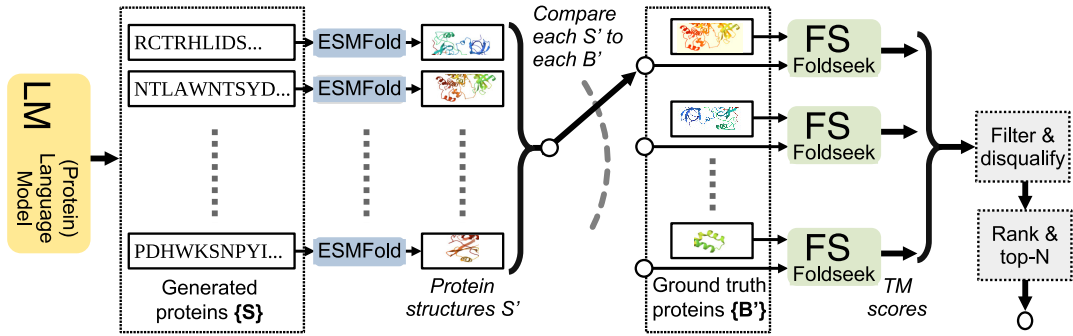 LM
(Protein)
Language
Model
RCTRHLIDS...
NTLAWNTSYD...
PDHWKSNPYI...
Generated
proteins {S}
ESMFold
ESMFold
ESMFold
Protein
structures S’
Compare
each S’ to
each B’
Ground truth
proteins {B’}
FS
Foldseek
FS
Foldseek
FS
Foldseek
TM
scores
Filter &
disqualify
Rank &
top-N